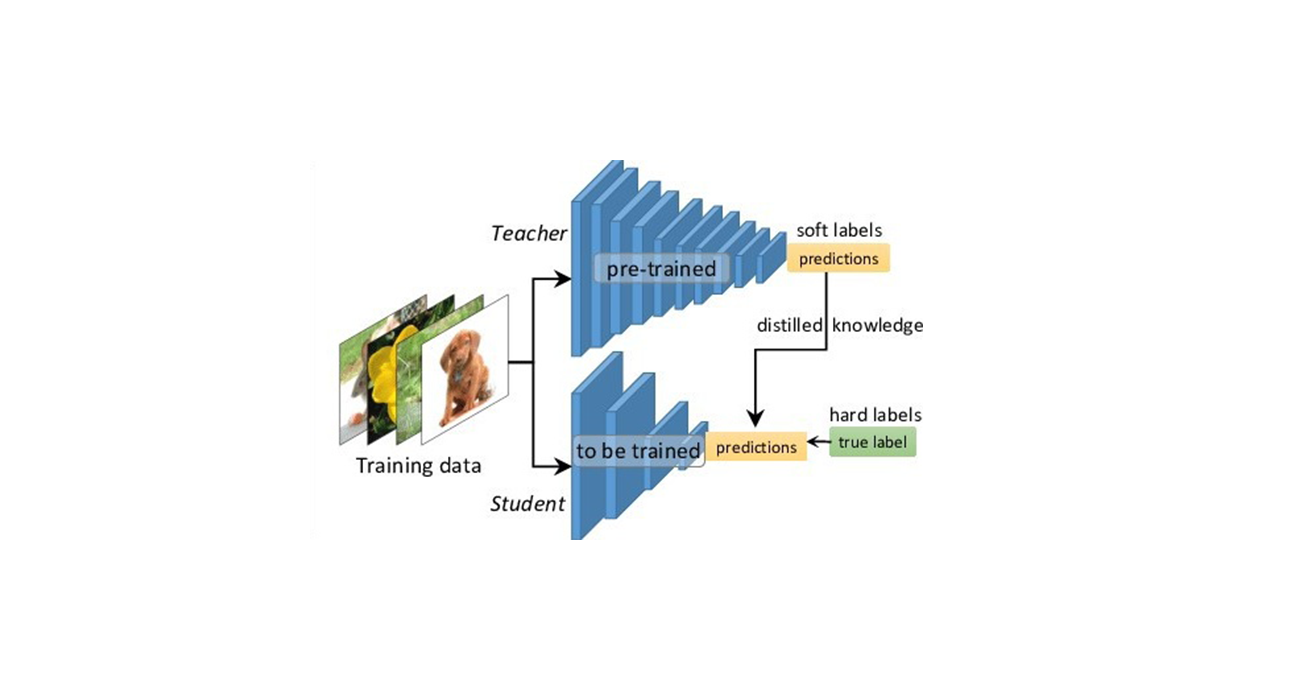 Teacher
pre-trained
soft labels
predictions
distilled knowledge
Training data
to be trained
predictions
hard labels
true label
Student